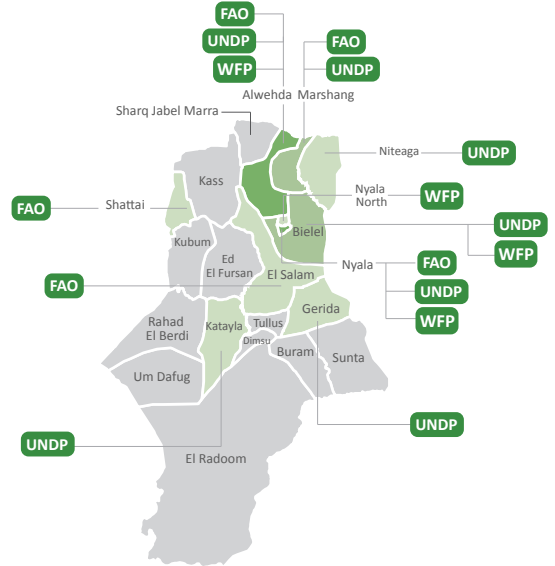 FAO
UNDP
WFP
FAO
UNDP
Alwehda Marshang
Sharq Jabel Marra
Niteaga
UNDP
Kass
Nyala
North
WFP
FAO
Shattai
UNDP
WFP
Bielel
Kubum
Ed
El Fursan
Nyala
FAO
El Salam
FAO
UNDP
WFP
Gerida
Rahad
El Berdi
Katayla
Tullus
Dimsu
Buram
Sunta
Um Dafug
UNDP
UNDP
El Radoom